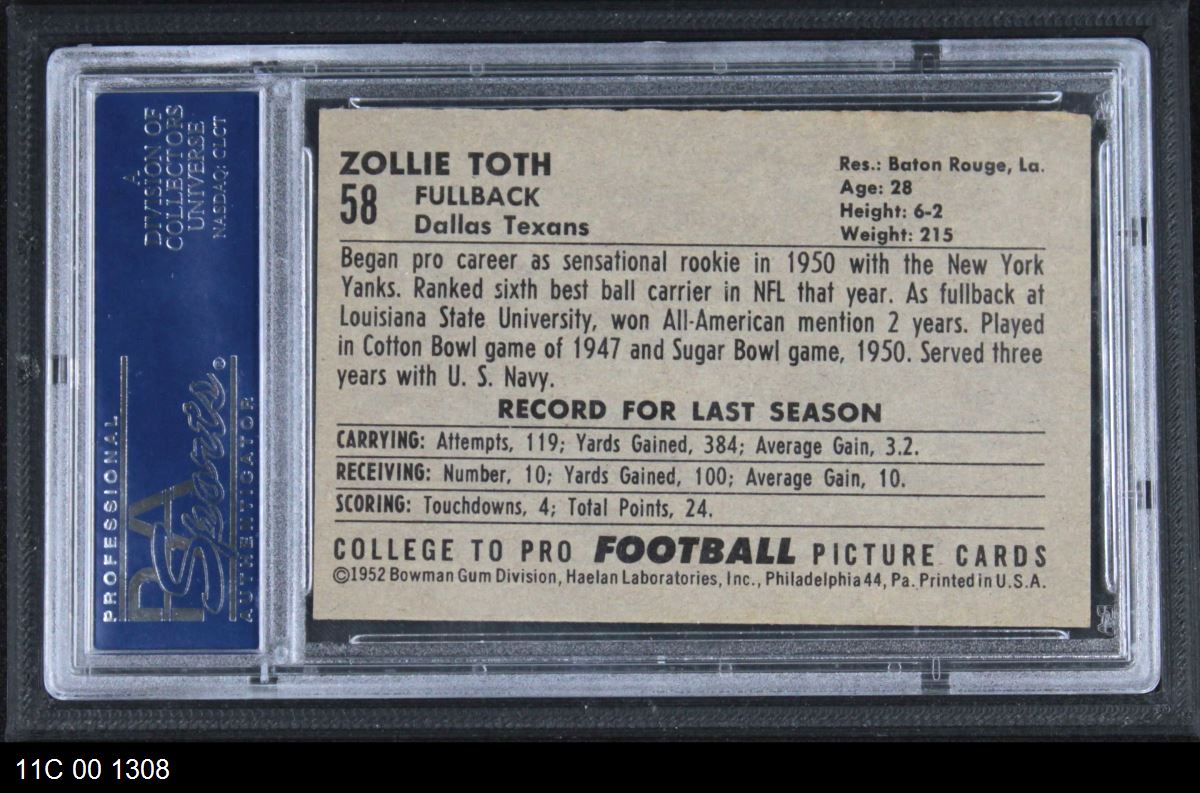 A
DIVISION OF
COLLECTORS
UNIVERSE
NASDAQ: CLCT
PROFESSIONAL
PSA
Sports ®
AUTHENTICATOR
ZOLLIE TOTH
58 FULLBACK
Dallas Texans
Res.: Baton Rouge, La.
Age: 28
Height: 6-2
Weight: 215
Began pro career as sensational rookie in 1950 with the New York
Yanks. Ranked sixth best ball carrier in NFL that year. As fullback at
Louisiana State University, won All-American mention 2 years. Played
in Cotton Bowl game of 1947 and Sugar Bowl game, 1950. Served three
years with U. S. Navy.
RECORD FOR LAST SEASON
CARRYING: Attempts, 119; Yards Gained, 384; Average Gain, 3.2.
RECEIVING: Number, 10; Yards Gained, 100; Average Gain, 10.
SCORING: Touchdowns, 4; Total Points, 24.
COLLEGE TO PRO FOOTBALL PICTURE CARDS
©1952 Bowman Gum Division, Haelan Laboratories, Inc., Philadelphia 44, Pa. Printed in U.S.A.
11C 00 1308